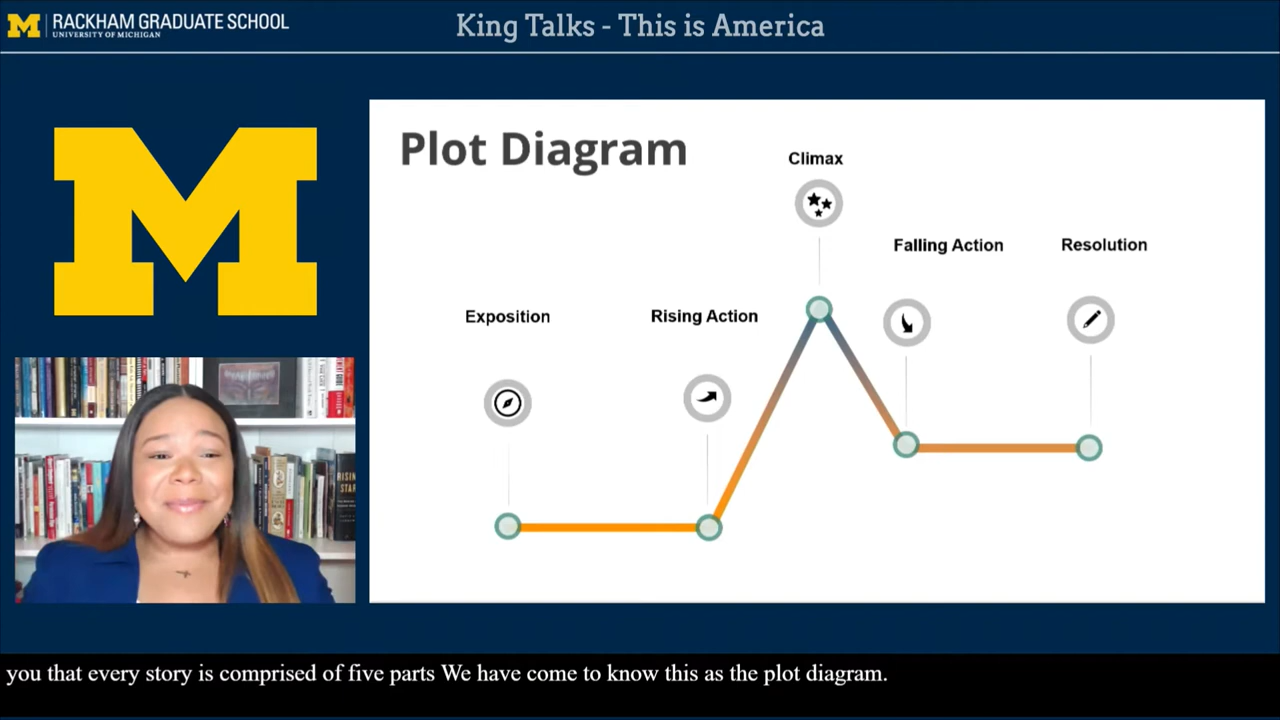 M RACKHAM GRADUATE SCHOOL
UNIVERSITY OF MICHIGAN
King Talks - This is America
M
Plot Diagram
Climax
Falling Action
Resolution
Exposition
Rising Action
RISING
STAR
you that every story is comprised of five parts We have come to know this as the plot diagram.